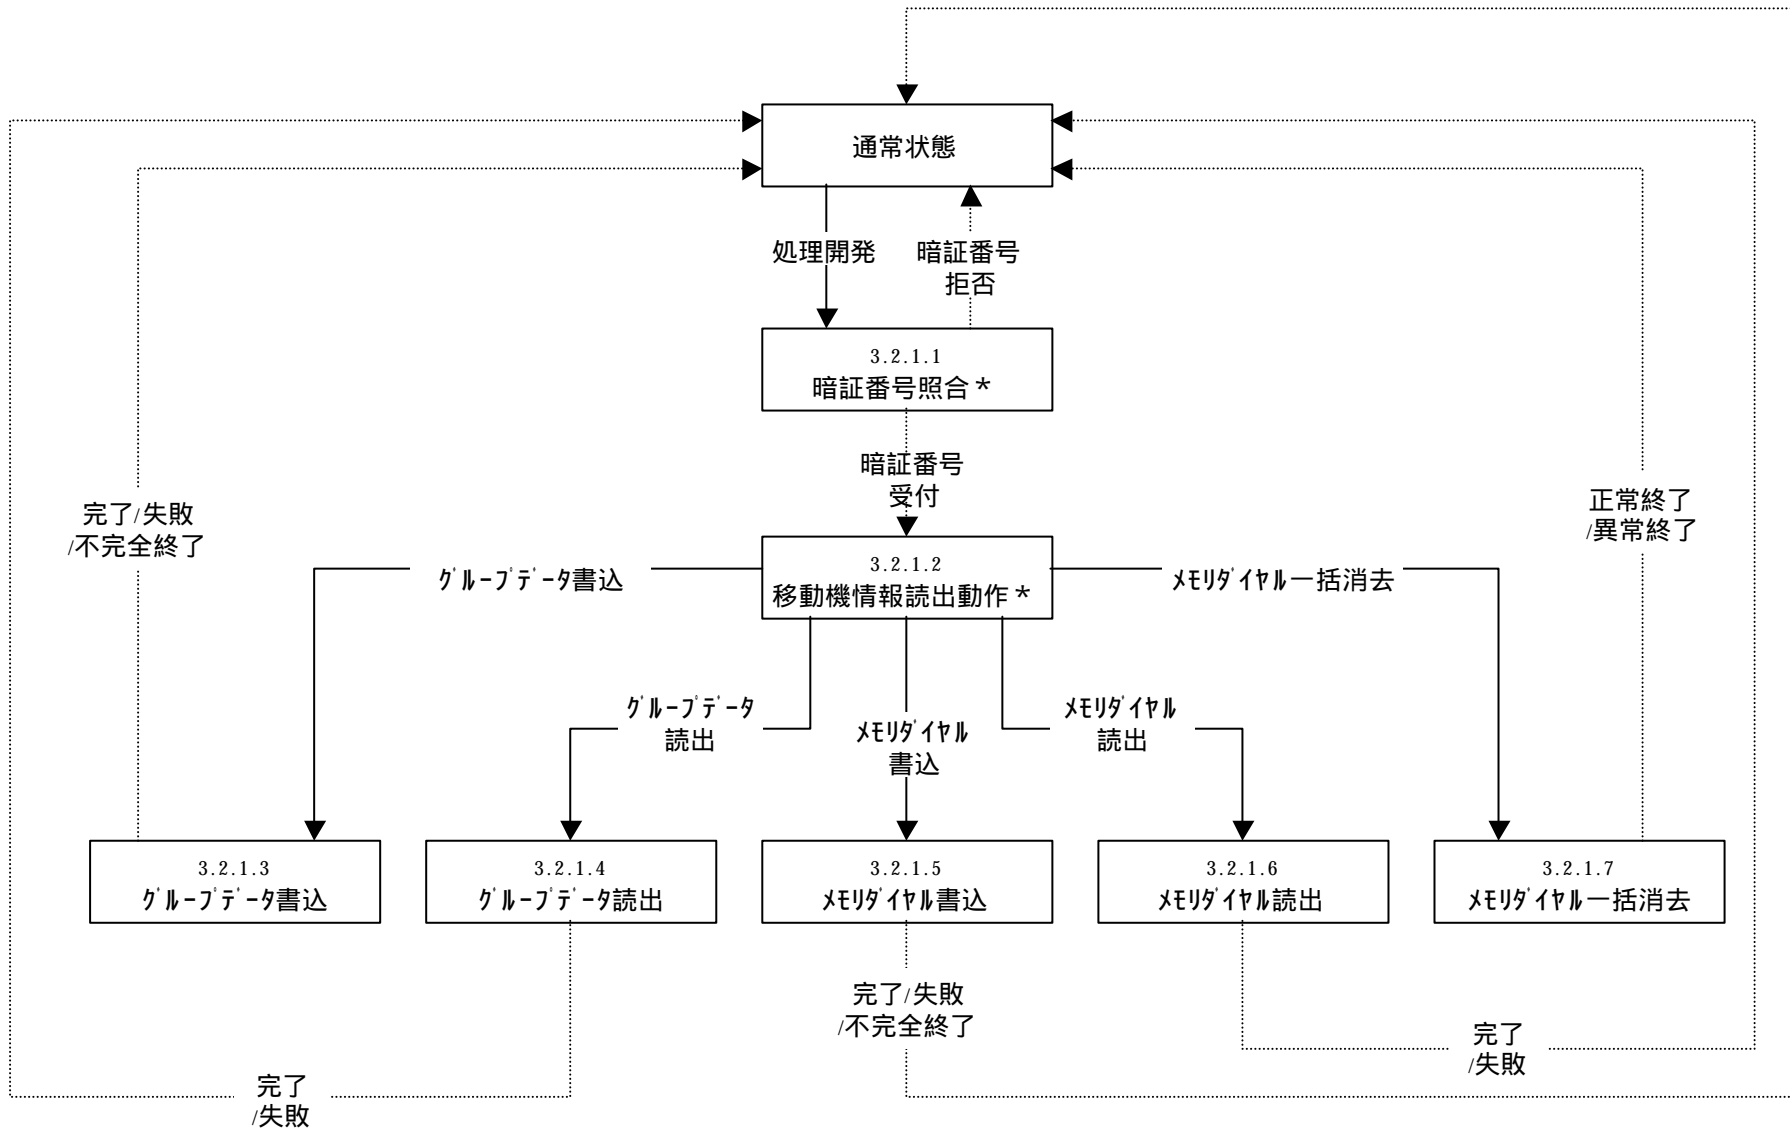 通常状態
処理開発
暗証番号
拒否
3.2.1.1
暗証番号照合*
暗証番号
受付
完了/失敗
/不完全終了
正常終了
/異常終了
3.2.1.2
移動機情報読出動作*
ｸﾞﾙｰﾌﾟﾃﾞｰﾀ書込
ﾒﾓﾘﾀﾞｲﾔﾙ一括消去
ｸﾞﾙｰﾌﾟﾃﾞｰﾀ
読出
ﾒﾓﾘﾀﾞｲﾔﾙ
書込
ﾒﾓﾘﾀﾞｲﾔﾙ
読出
3.2.1.3
ｸﾞﾙｰﾌﾟﾃﾞｰﾀ書込
3.2.1.4
ｸﾞﾙｰﾌﾟﾃﾞｰﾀ読出
3.2.1.5
ﾒﾓﾘﾀﾞｲﾔﾙ書込
3.2.1.6
ﾒﾓﾘﾀﾞｲﾔﾙ読出
3.2.1.7
ﾒﾓﾘﾀﾞｲﾔﾙ一括消去
完了/失敗
/不完全終了
完了
/失敗
完了
/失敗